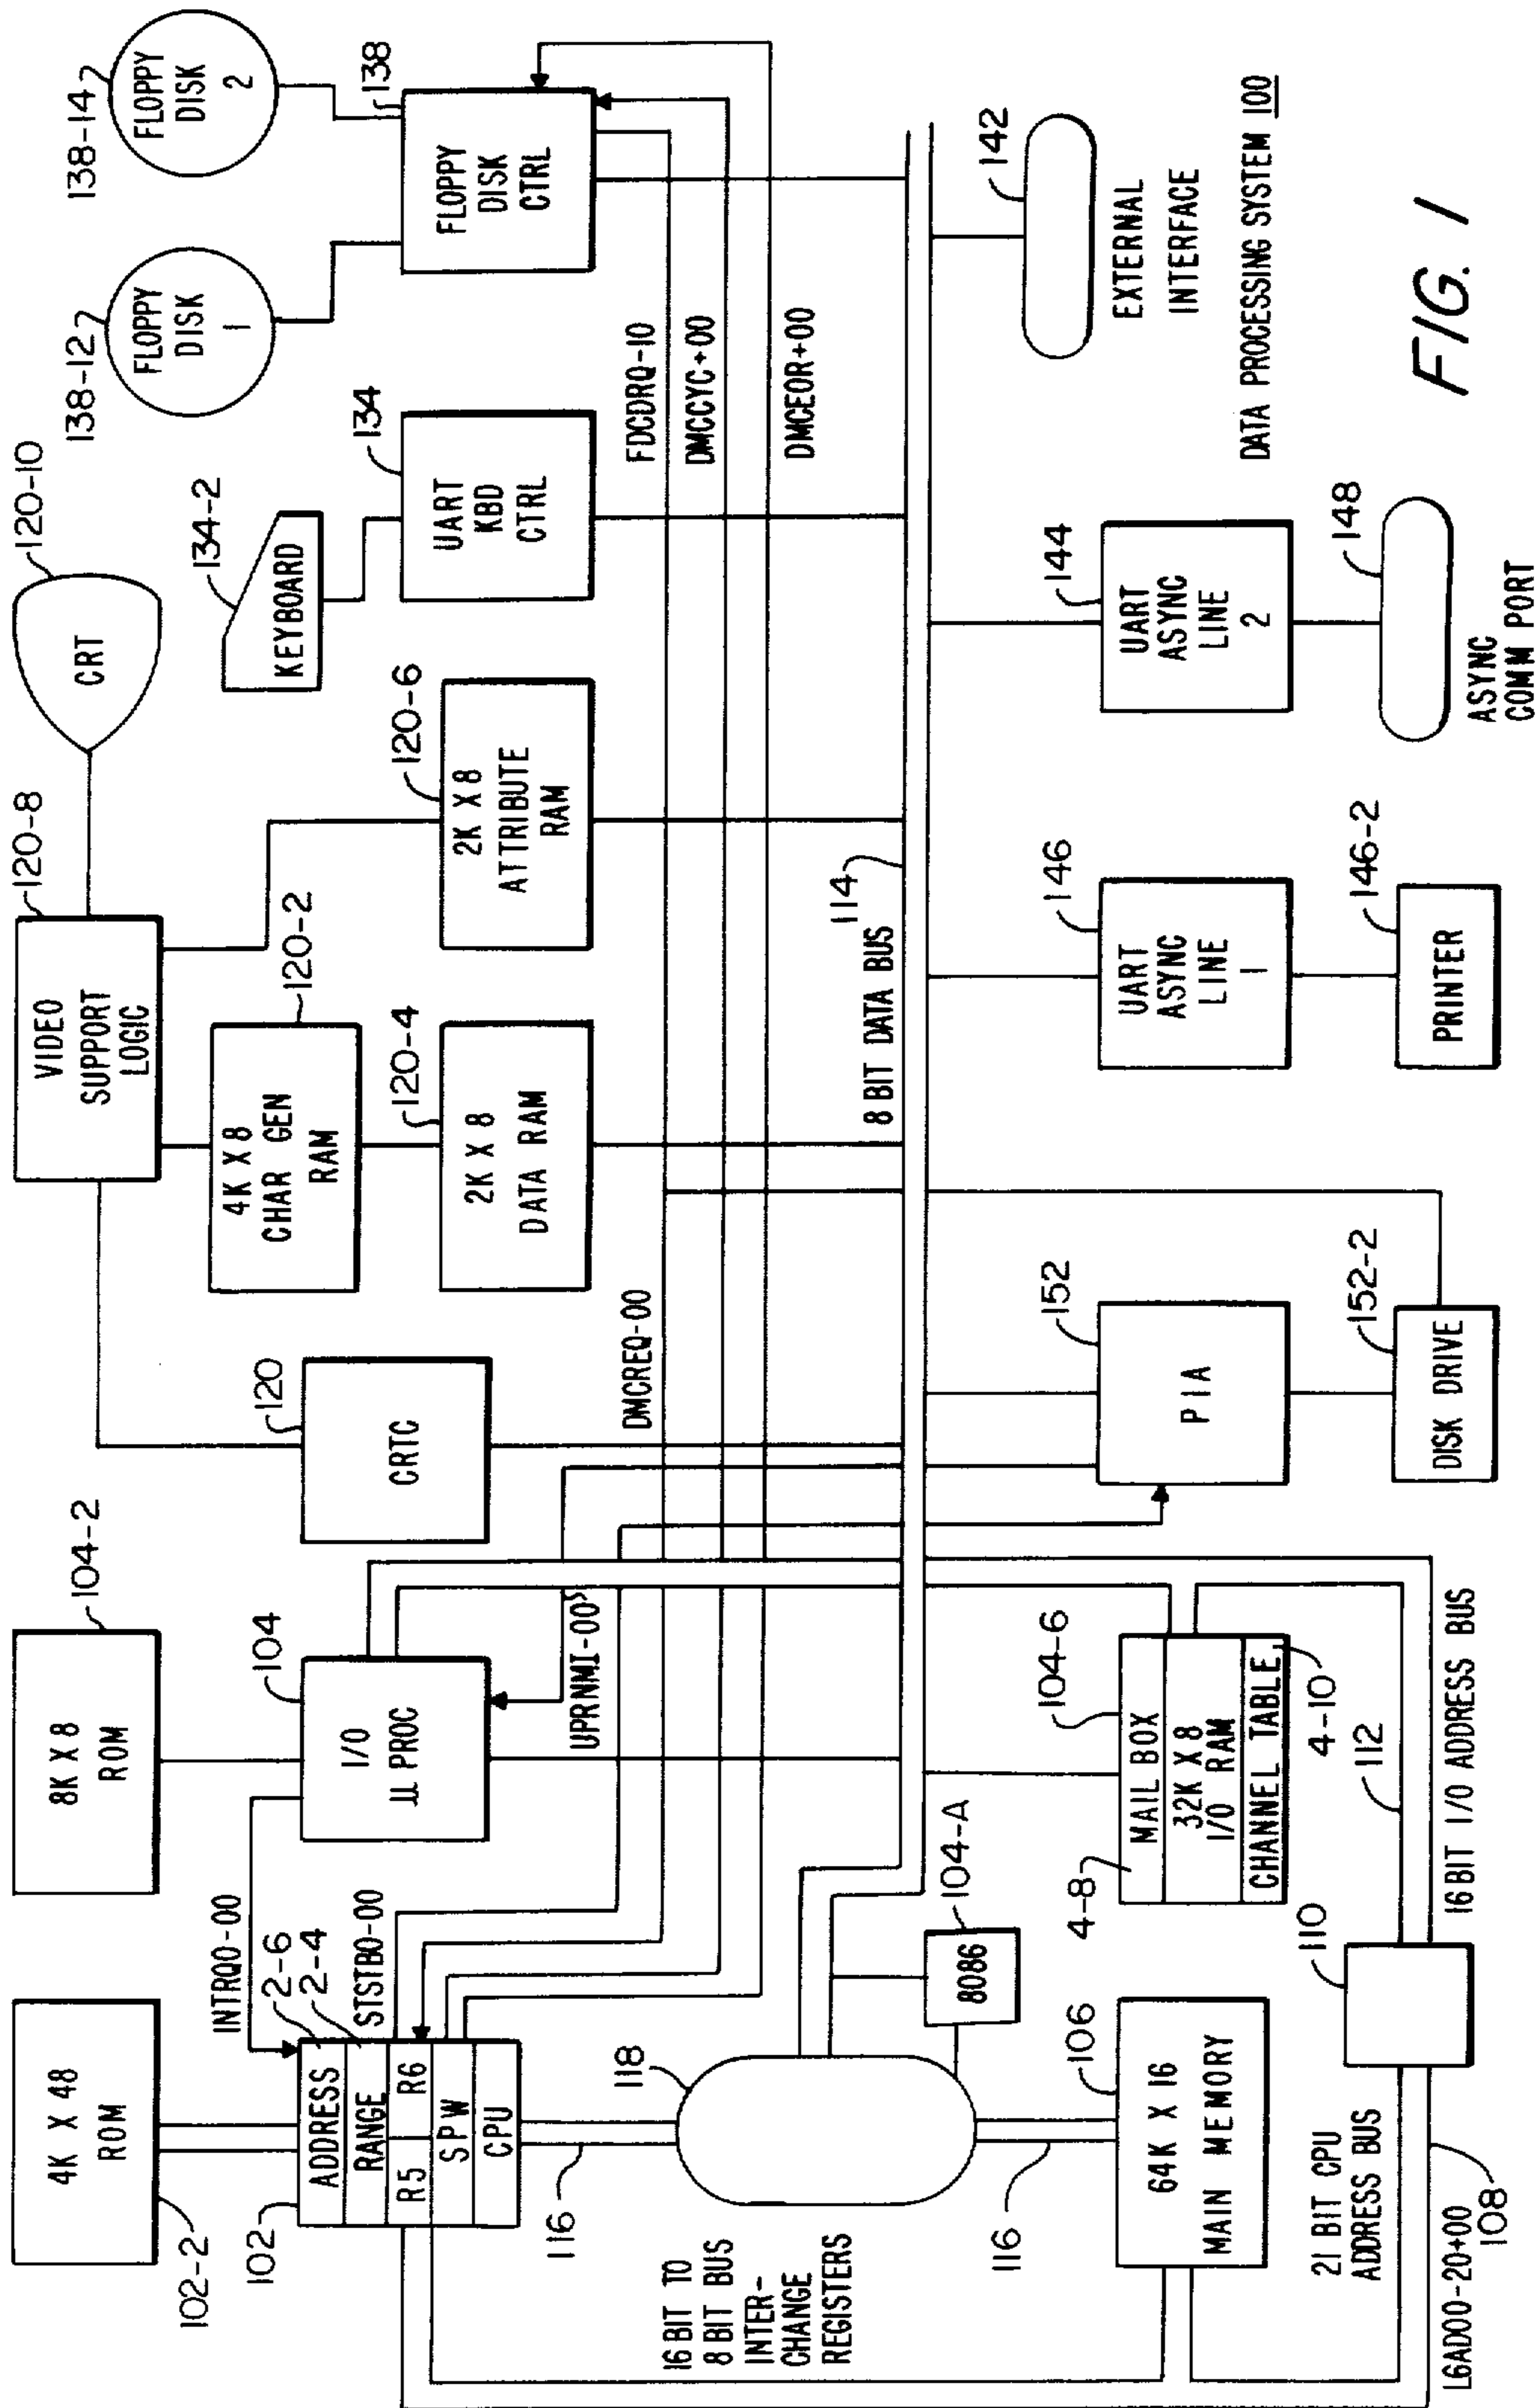 4K X 48
ROM
102-2
8K X 8
ROM
104-2
VIDEO
SUPPORT
LOGIC
120-8
CRT
120-10
FLOPPY
DISK
1
138-12
FLOPPY
DISK
2
138-14
INTRQ0-00
102
ADDRESS
2-6
RANGE
2-4
R5
R6
SPW
CPU
STSTB0-00
I/O
µ PROC
104
UPRNMI-00
CRTC
120
4K X 8
CHAR GEN
RAM
120-2
2K X 8
DATA RAM
120-4
2K X 8
ATTRIBUTE
RAM
120-6
KEYBOARD
134-2
UART
KBD
CTRL
134
FLOPPY
DISK
CTRL
138
DMCREQ-00
FDCDRQ-10
DMCCYC+00
DMCEOR+00
116
118
16 BIT TO
8 BIT BUS
INTER-
CHANGE
REGISTERS
8086
104-A
8 BIT DATA BUS
114
116
64K X 16
MAIN MEMORY
106
MAIL BOX
32K X 8
I/O RAM
CHANNEL TABLE
4-8
104-6
4-10
PIA
152
DISK DRIVE
152-2
UART
ASYNC
LINE
1
146
PRINTER
146-2
UART
ASYNC
LINE
2
144
148
ASYNC
COMM PORT
142
EXTERNAL
INTERFACE
21 BIT CPU
ADDRESS BUS
L6AD00-20+00
108
110
112
16 BIT I/O ADDRESS BUS
DATA PROCESSING SYSTEM 100
FIG. 1